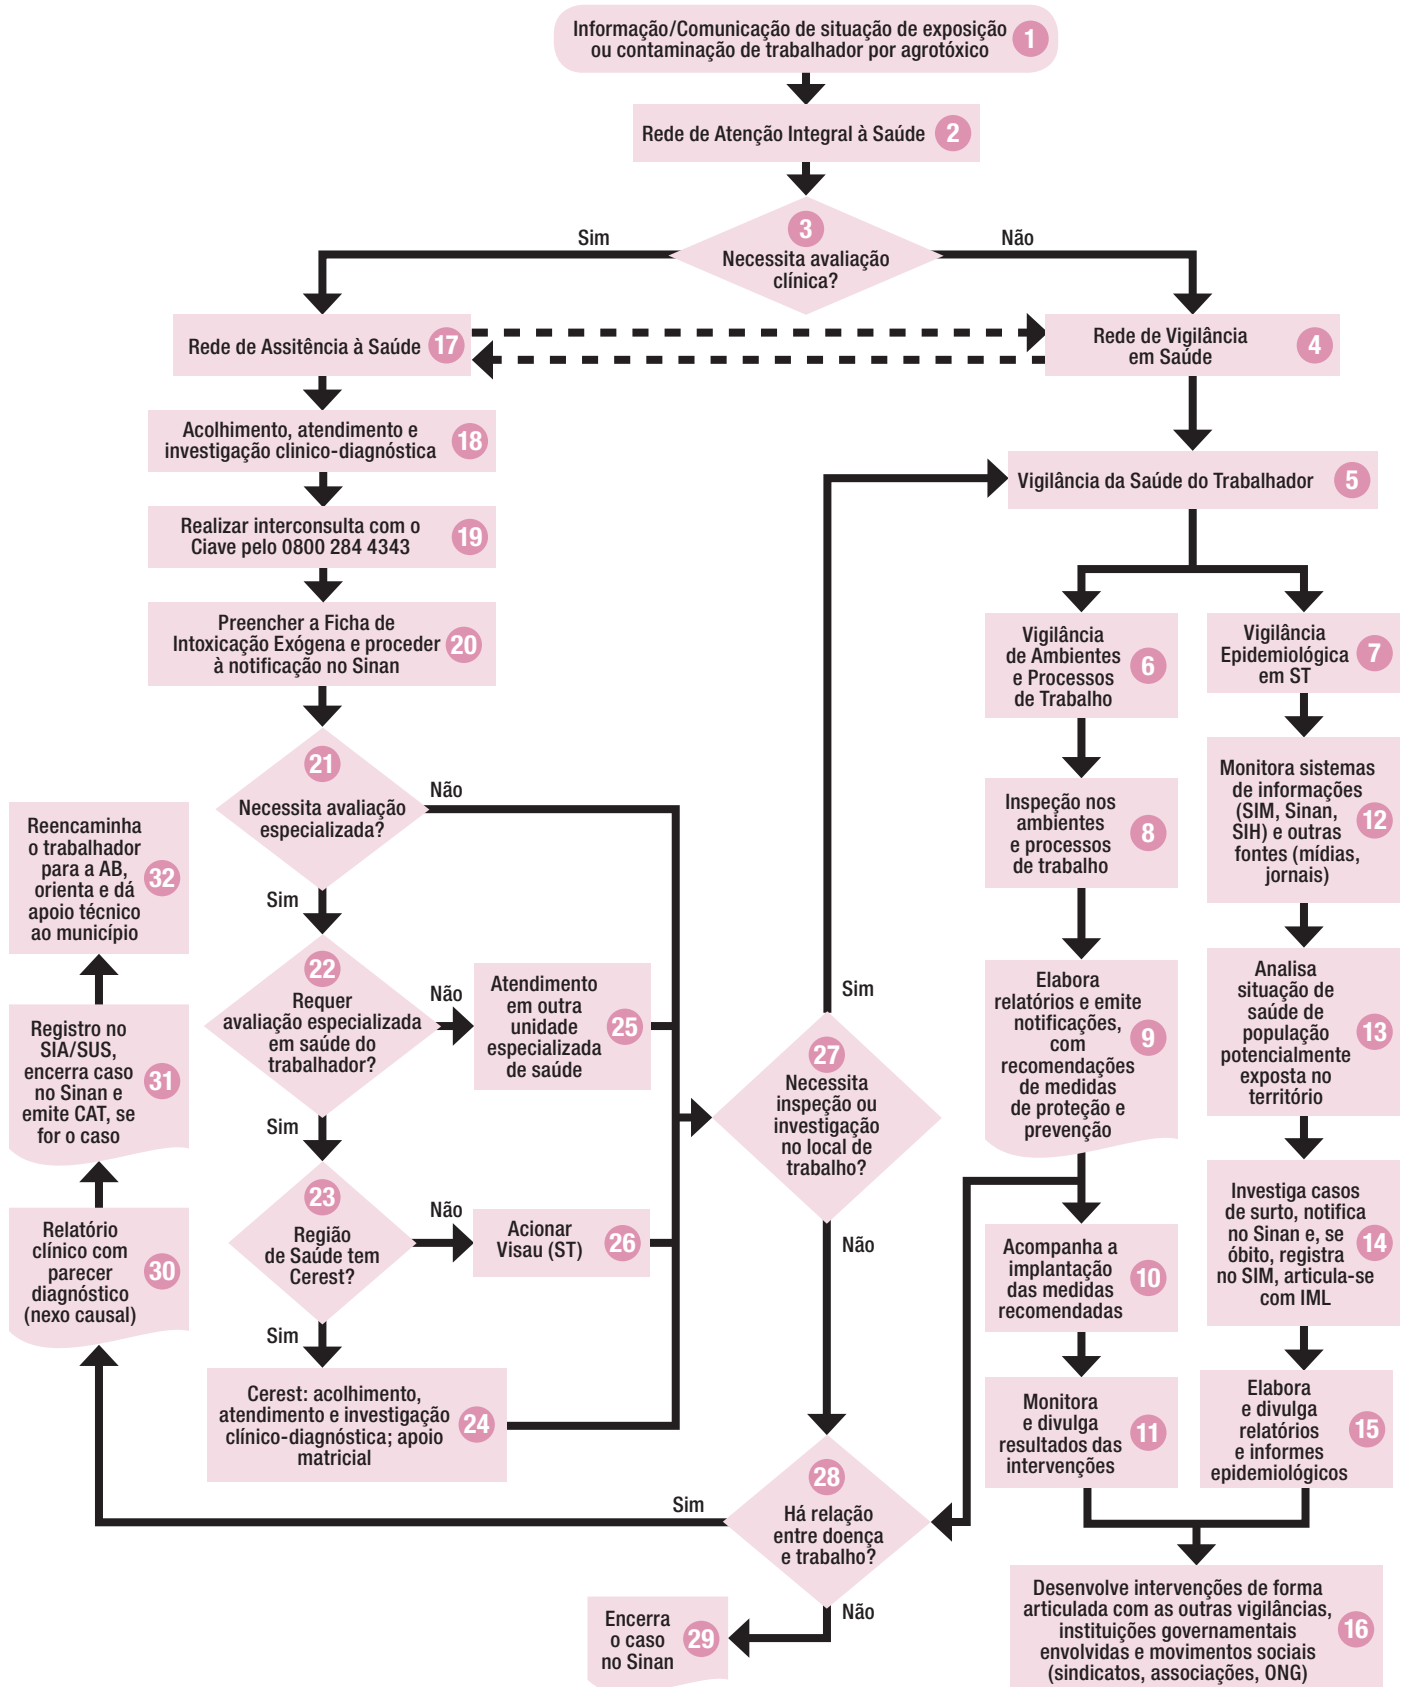 Informação/Comunicação de situação de exposição
ou contaminação de trabalhador por agrotóxico
1
Rede de Atenção Integral à Saúde
2
3
Necessita avaliação
clínica?
Sim
Não
Rede de Assitência à Saúde
17
Rede de Vigilância
em Saúde
4
Acolhimento, atendimento e
investigação clinico-diagnóstica
18
Vigilância da Saúde do Trabalhador
5
Realizar interconsulta com o
Ciave pelo 0800 284 4343
19
Preencher a Ficha de
Intoxicação Exógena e proceder
à notificação no Sinan
20
Vigilância
de Ambientes
e Processos
de Trabalho
6
Vigilância
Epidemiológica
em ST
7
21
Necessita avaliação
especializada?
Não
Sim
Inspeção nos
ambientes
e processos
de trabalho
8
Monitora sistemas
de informações
(SIM, Sinan,
SIH) e outras
fontes (mídias,
jornais)
12
Reencaminha
o trabalhador
para a AB,
orienta e dá
apoio técnico
ao município
32
22
Requer
avaliação especializada
em saúde do
trabalhador?
Não
Sim
Atendimento
em outra
unidade
especializada
de saúde
25
Sim
27
Necessita
inspeção ou
investigação
no local de
trabalho?
Não
Elabora
relatórios e emite
notificações,
com
recomendações
de medidas
de proteção e
prevenção
9
Analisa
situação de
saúde de
população
potencialmente
exposta no
território
13
Registro no
SIA/SUS,
encerra caso
no Sinan e
emite CAT, se
for o caso
31
23
Região
de Saúde tem
Cerest?
Não
Sim
Acionar
Visau (ST)
26
Acompanha a
implantação
das medidas
recomendadas
10
Investiga casos
de surto, notifica
no Sinan e, se
óbito, registra
no SIM, articula-se
com IML
14
Relatório
clínico com
parecer
diagnóstico
(nexo causal)
30
Cerest: acolhimento,
atendimento e investigação
clínico-diagnóstica; apoio
matricial
24
Monitora
e divulga
resultados das
intervenções
11
Elabora
e divulga
relatórios
e informes
epidemiológicos
15
28
Há relação
entre doença
e trabalho?
Sim
Não
Encerra
o caso
no Sinan
29
Desenvolve intervenções de forma
articulada com as outras vigilâncias,
instituições governamentais
envolvidas e movimentos sociais
(sindicatos, associações, ONG)
16